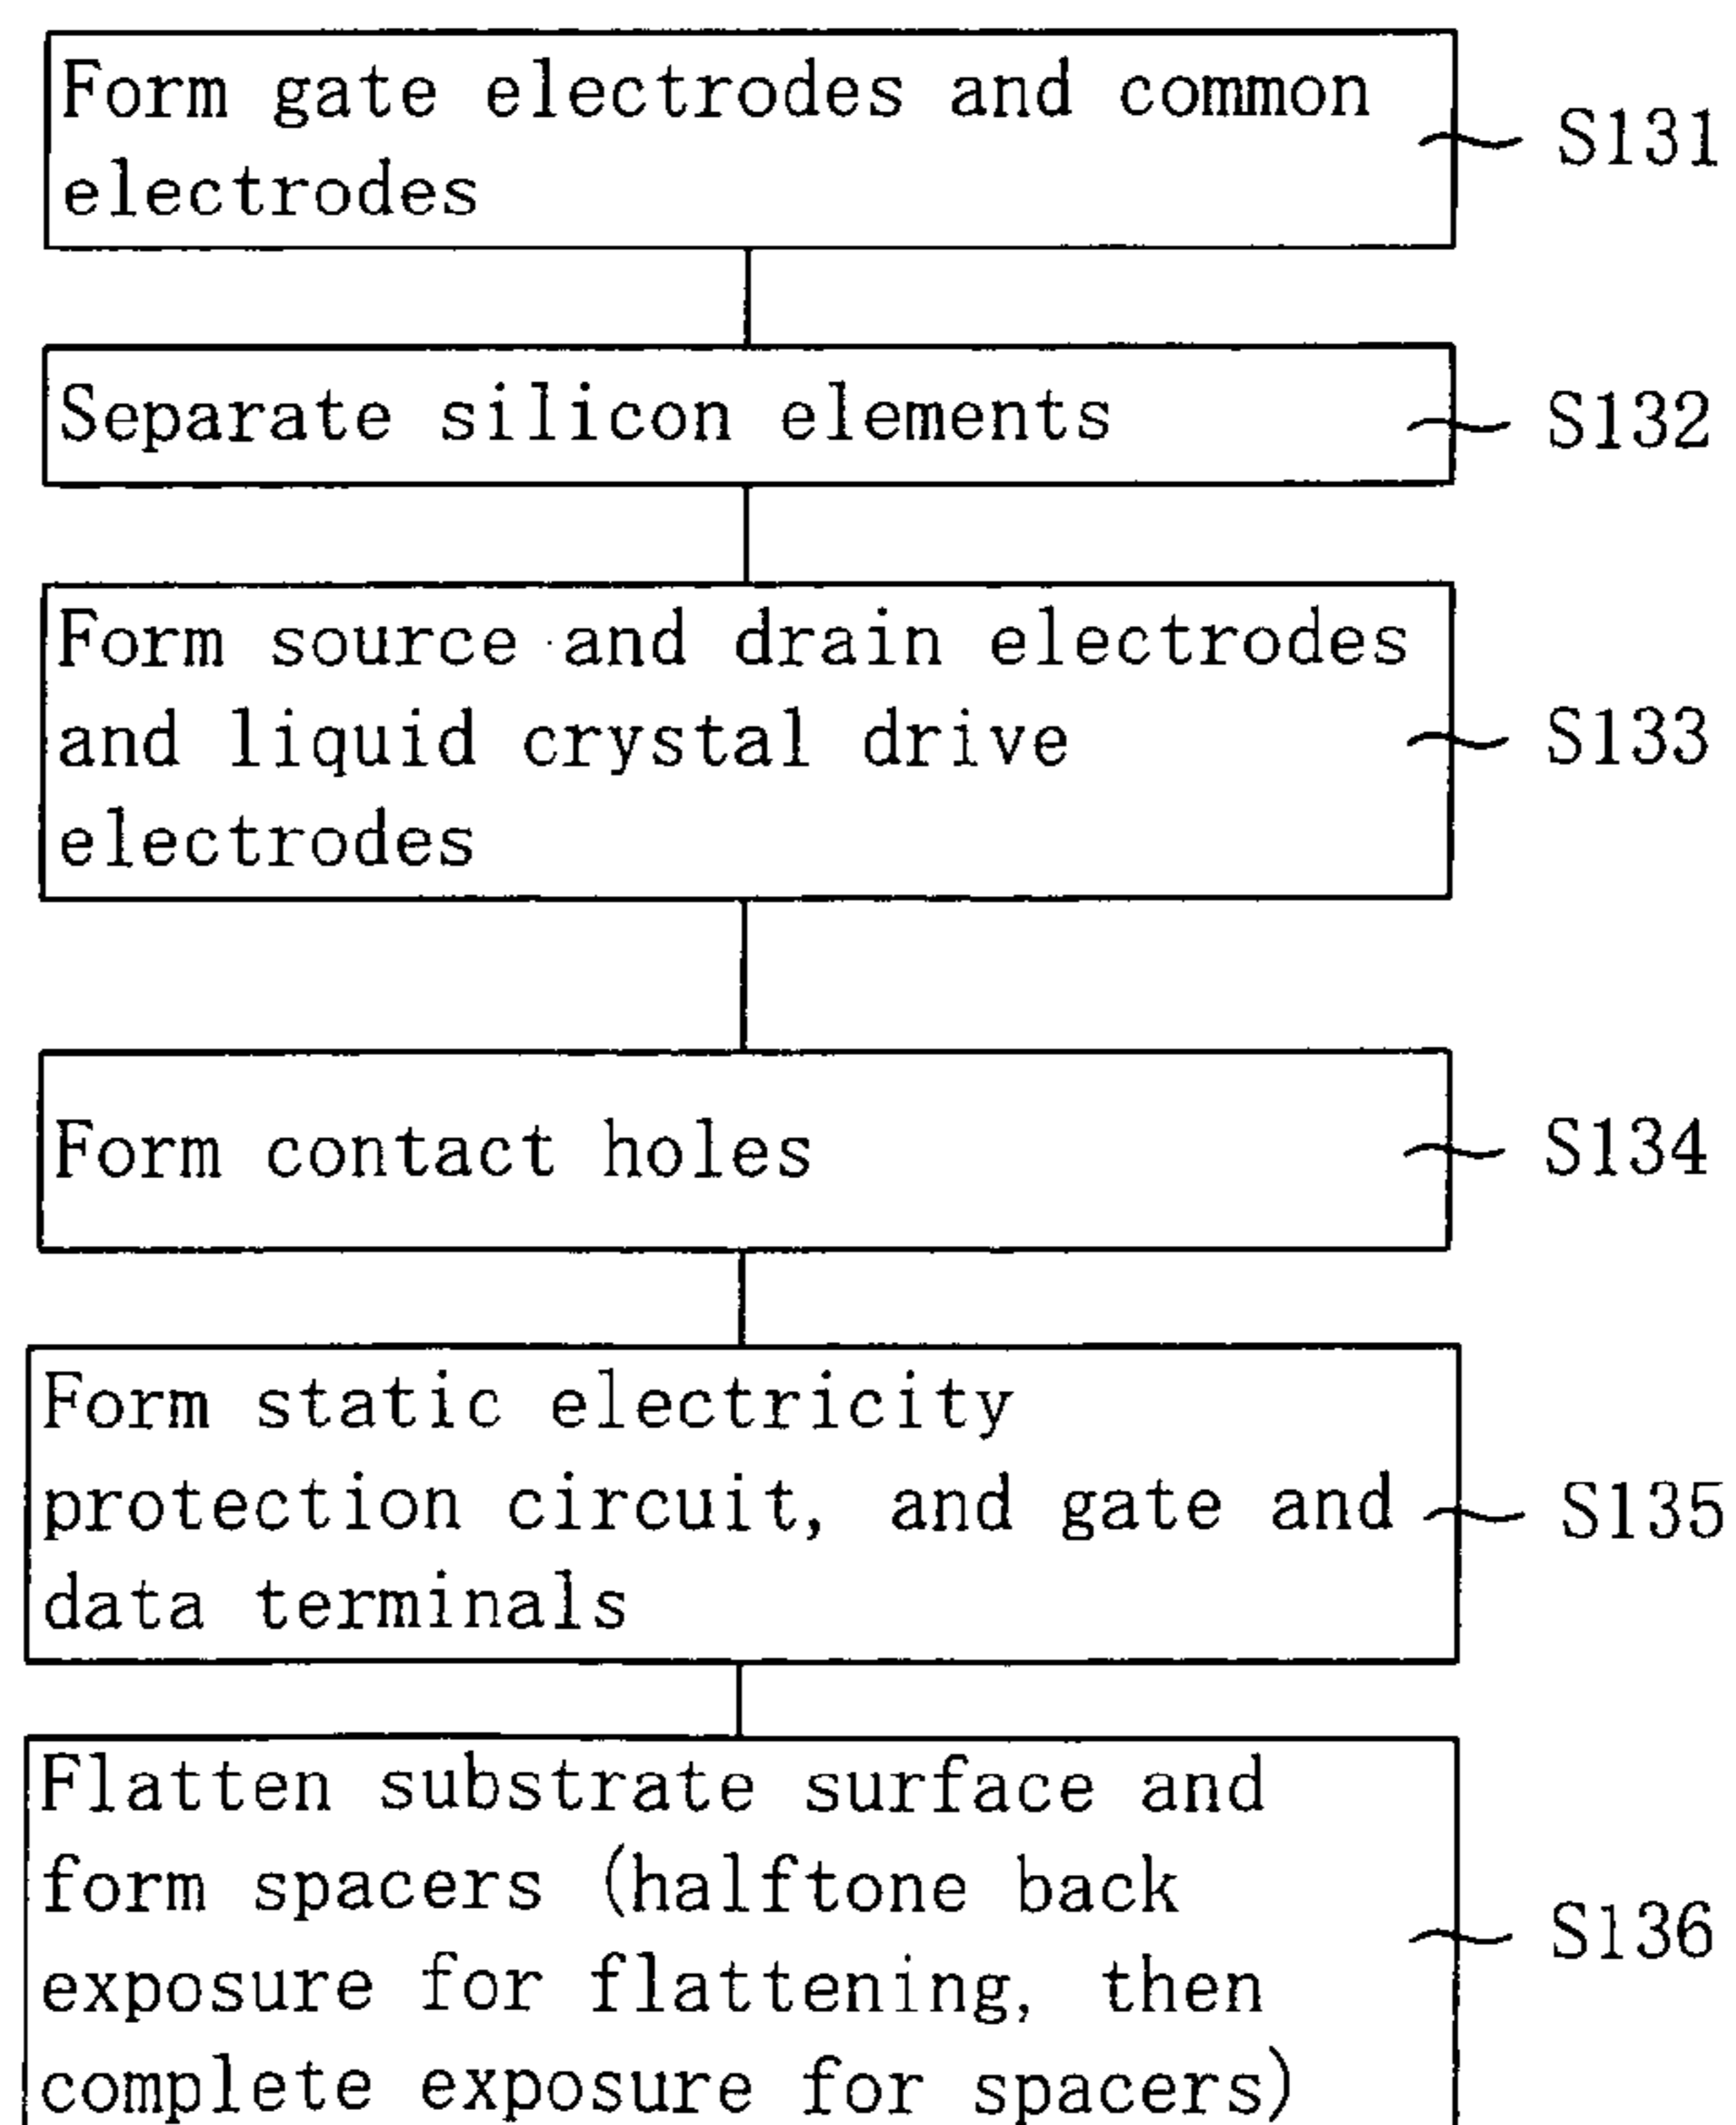 Form gate electrodes and common
electrodes
S131
Separate silicon elements
S132
Form source and drain electrodes
and liquid crystal drive
electrodes
S133
Form contact holes
S134
Form static electricity
protection circuit, and gate and
data terminals
S135
Flatten substrate surface and
form spacers (halftone back
exposure for flattening, then
complete exposure for spacers)
S136